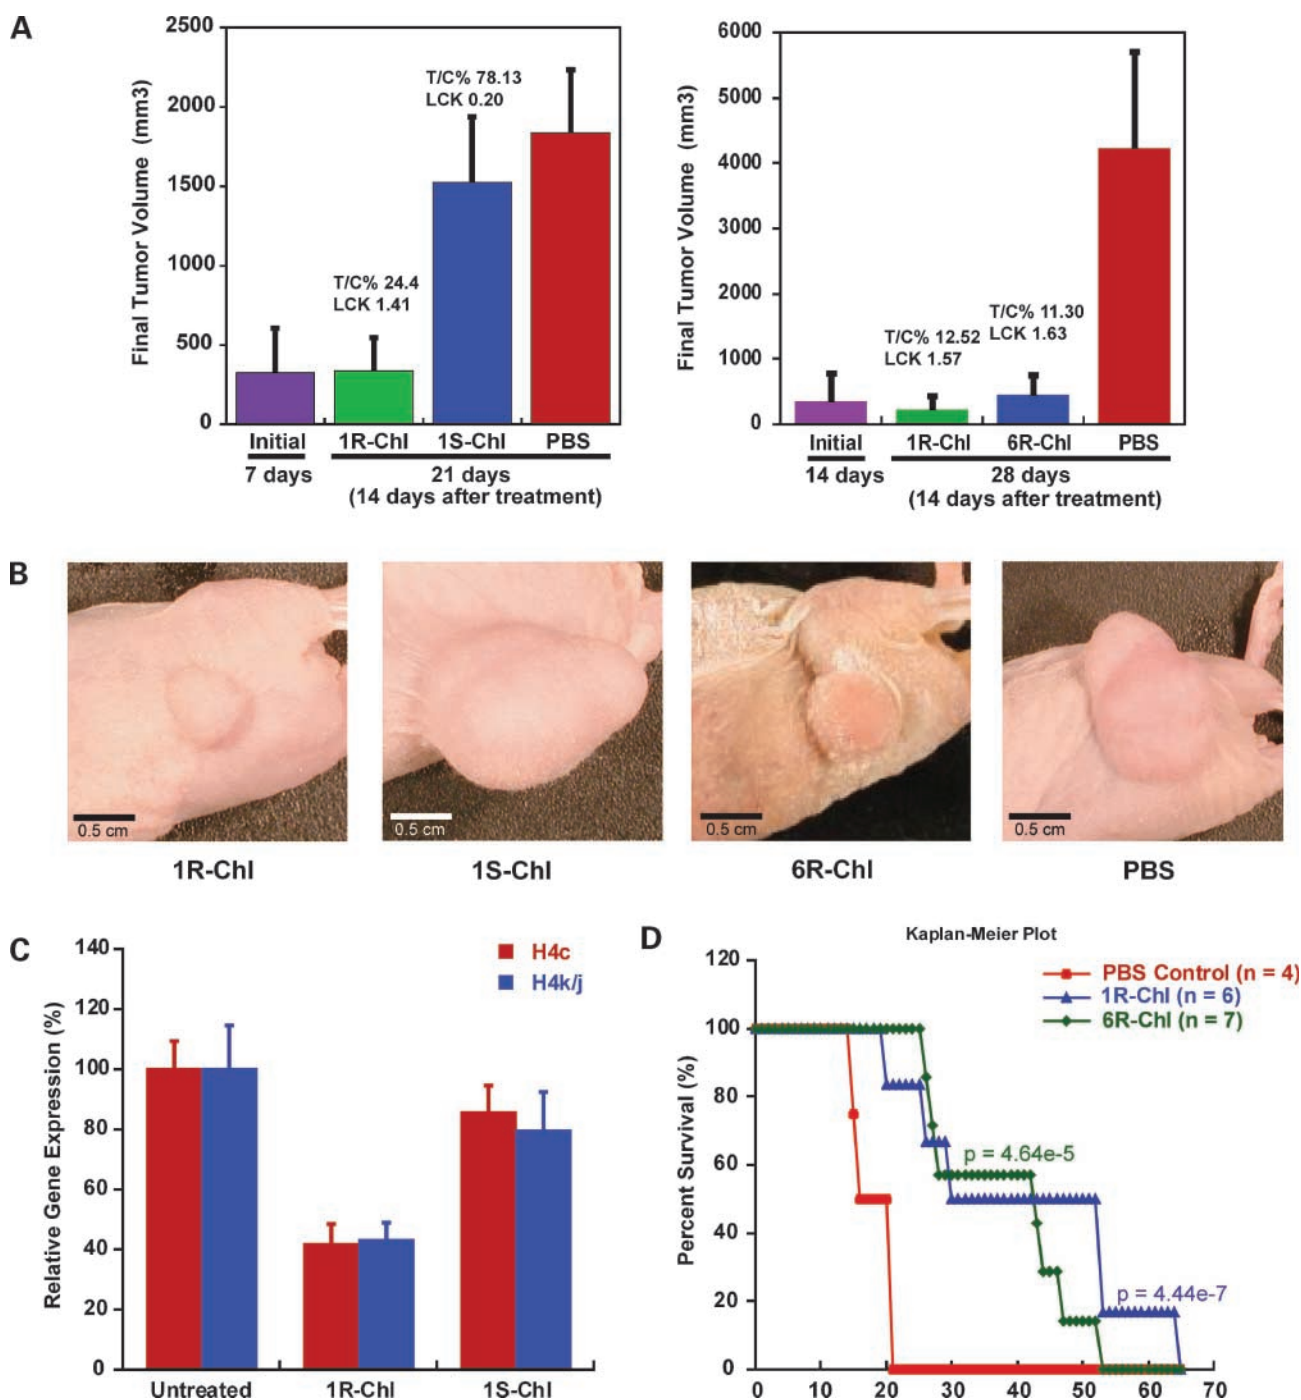 A
Final Tumor Volume (mm3)
2500
2000
1500
1000
500
0
T/C% 24.4
LCK 1.41
T/C% 78.13
LCK 0.20
Initial
1R-Chl
1S-Chl
PBS
7 days
21 days
(14 days after treatment)
Final Tumor Volume (mm3)
6000
5000
4000
3000
2000
1000
0
T/C% 12.52
LCK 1.57
T/C% 11.30
LCK 1.63
Initial
1R-Chl
6R-Chl
PBS
14 days
28 days
(14 days after treatment)
B
0.5 cm
0.5 cm
0.5 cm
0.5 cm
1R-Chl
1S-Chl
6R-Chl
PBS
C
Relative Gene Expression (%)
140
120
100
80
60
40
20
0
H4c
H4k/j
Untreated
1R-Chl
1S-Chl
D
Kaplan-Meier Plot
Percent Survival (%)
120
100
80
60
40
20
0
PBS Control (n = 4)
1R-Chl (n = 6)
6R-Chl (n = 7)
p = 4.64e-5
p = 4.44e-7
0
10
20
30
40
50
60
70